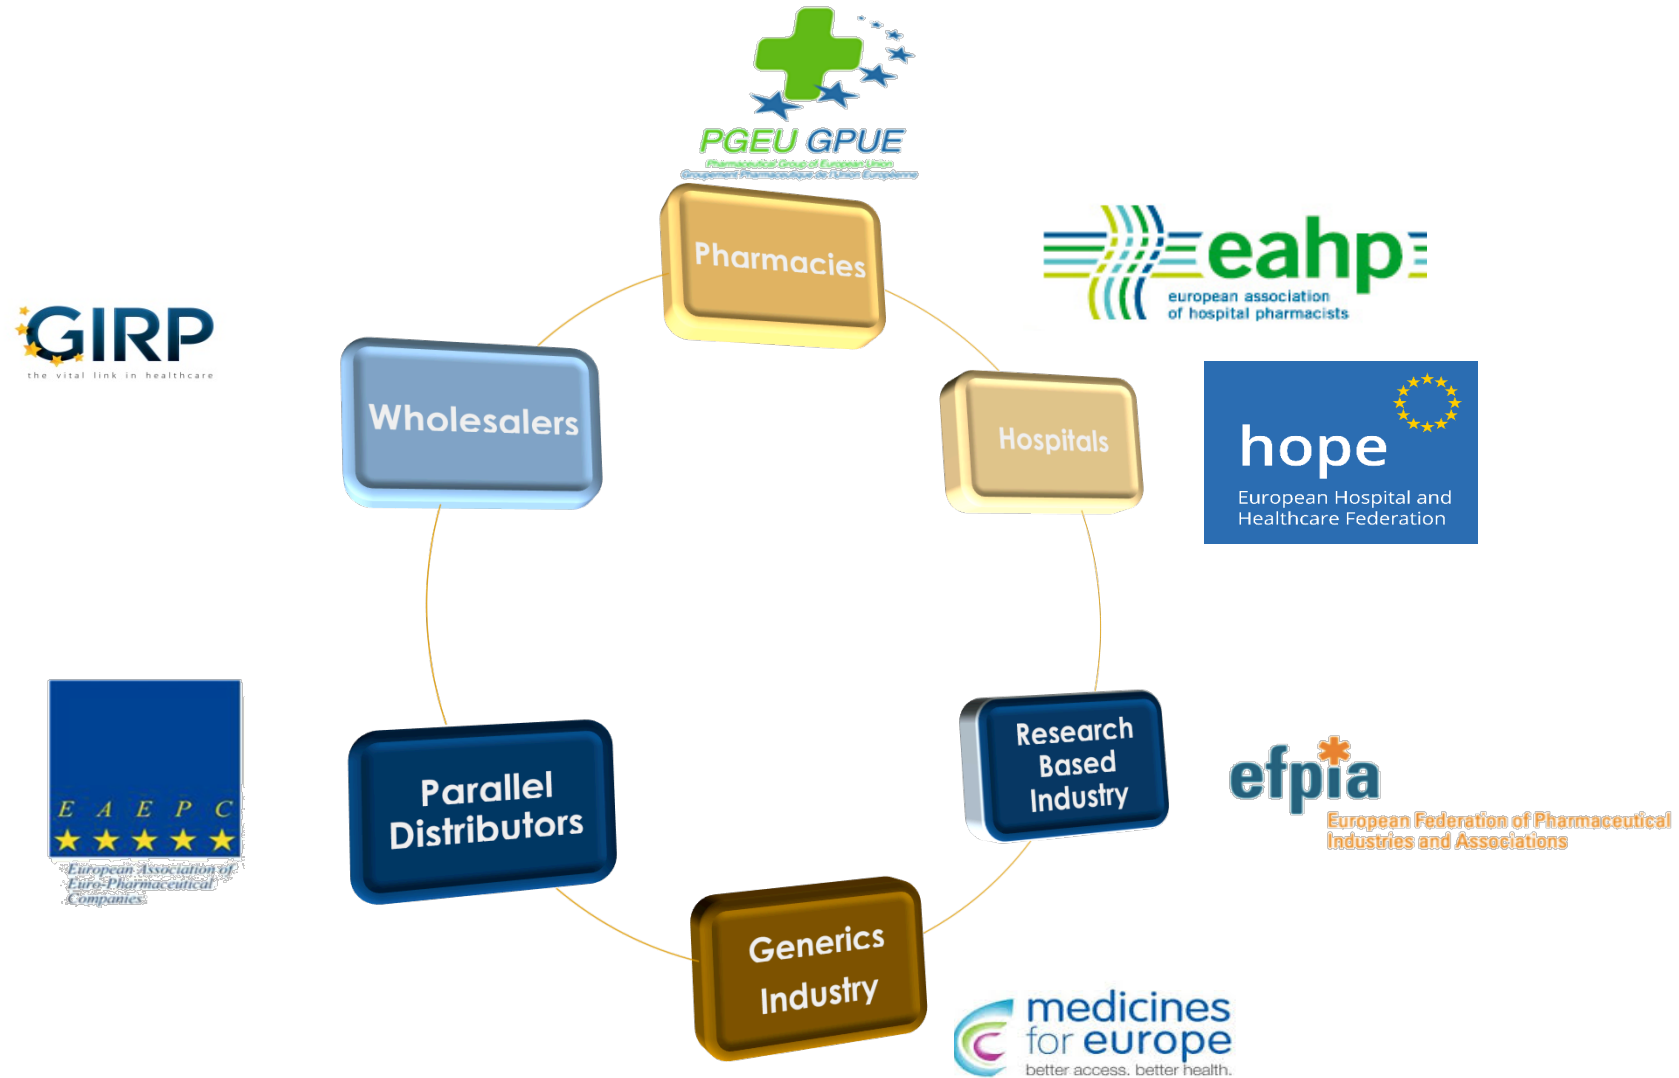 PGEU GPUE
Pharmaceutical Group of European Union
Groupement Pharmaceutique de l'Union Européenne
Pharmacies
eahp
european association
of hospital pharmacists
GIRP
the vital link in healthcare
Wholesalers
Hospitals
hope
European Hospital and
Healthcare Federation
Research
Based
Industry
efpia
European Federation of Pharmaceutical
Industries and Associations
Parallel
Distributors
E A E P C
European Association of
Euro-Pharmaceutical
Companies
Generics
Industry
medicines
for europe
better access. better health.